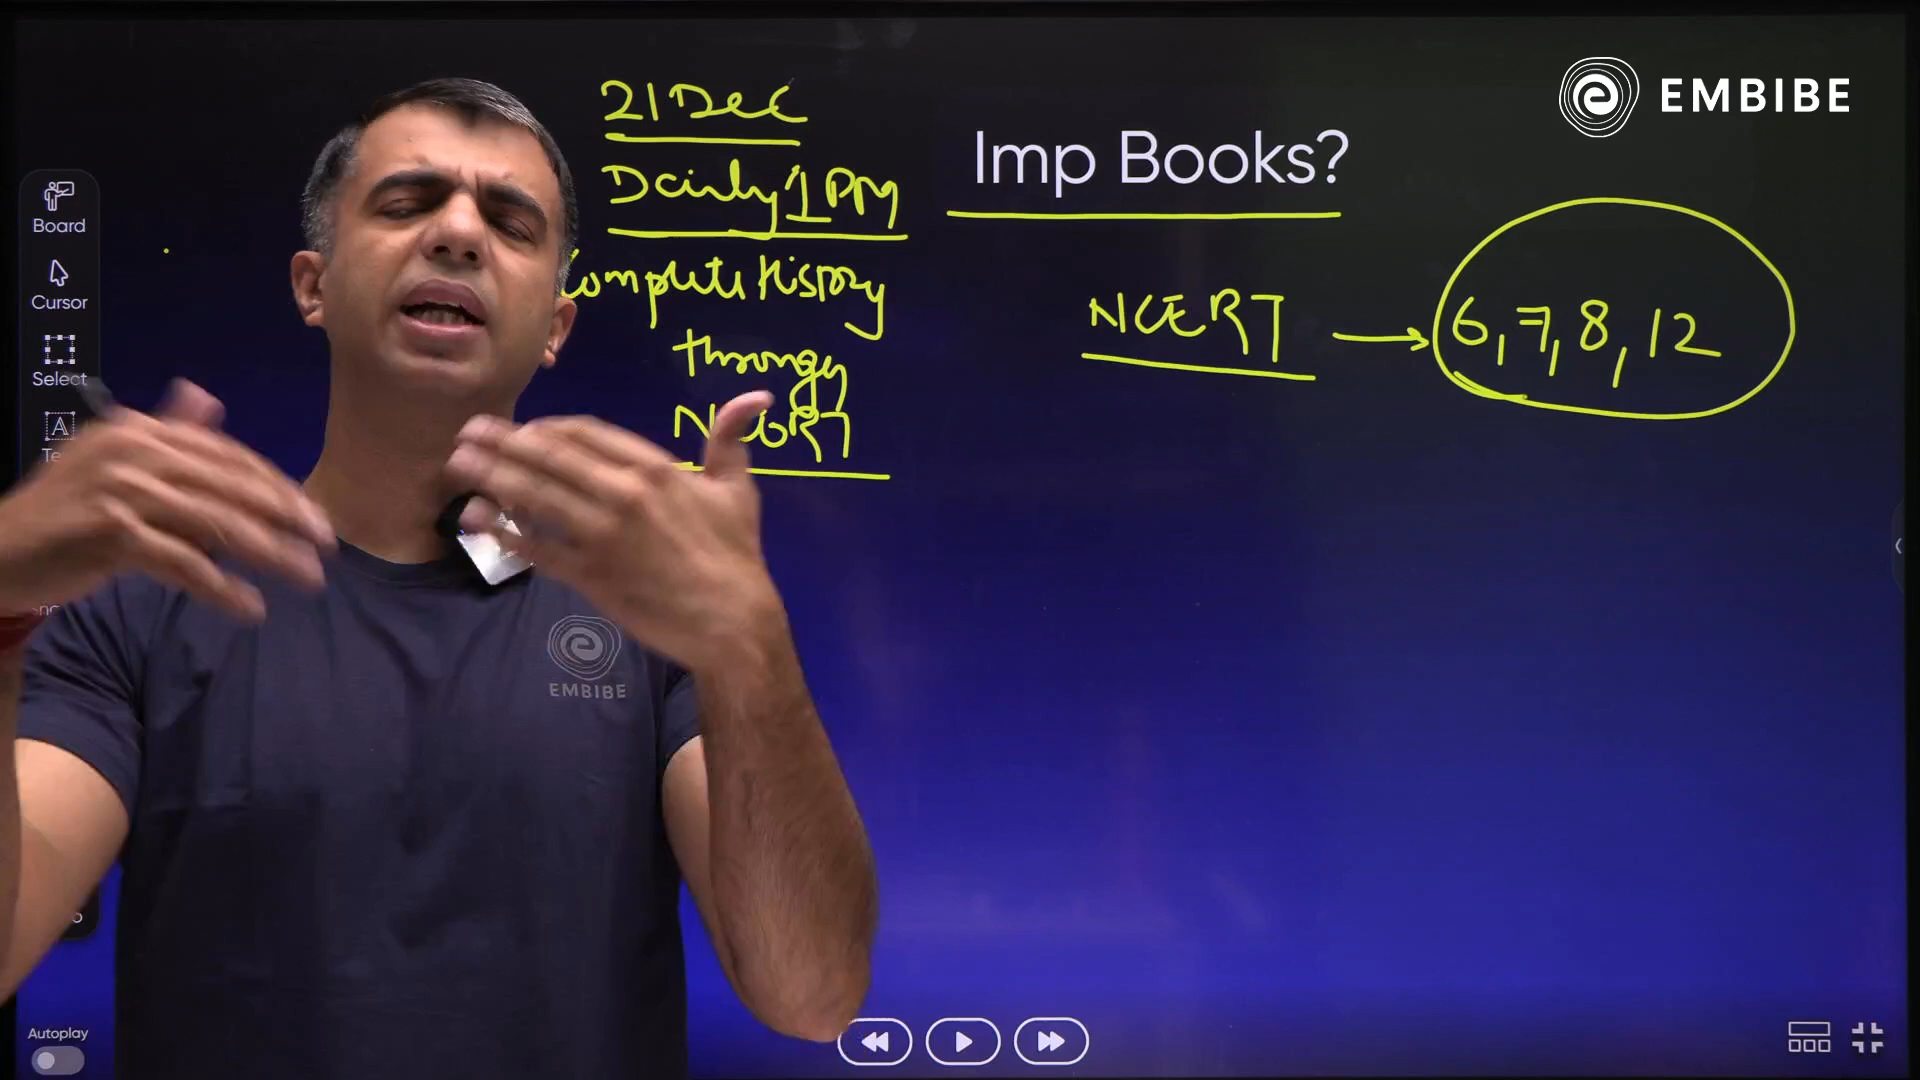 EMBIBE
Imp Books?
21 Dec
Daily 1 PM
Complete History
through
NCERT
NCERT → 6, 7, 8, 12
Board
Cursor
Select
Te
EMBIBE
Autoplay